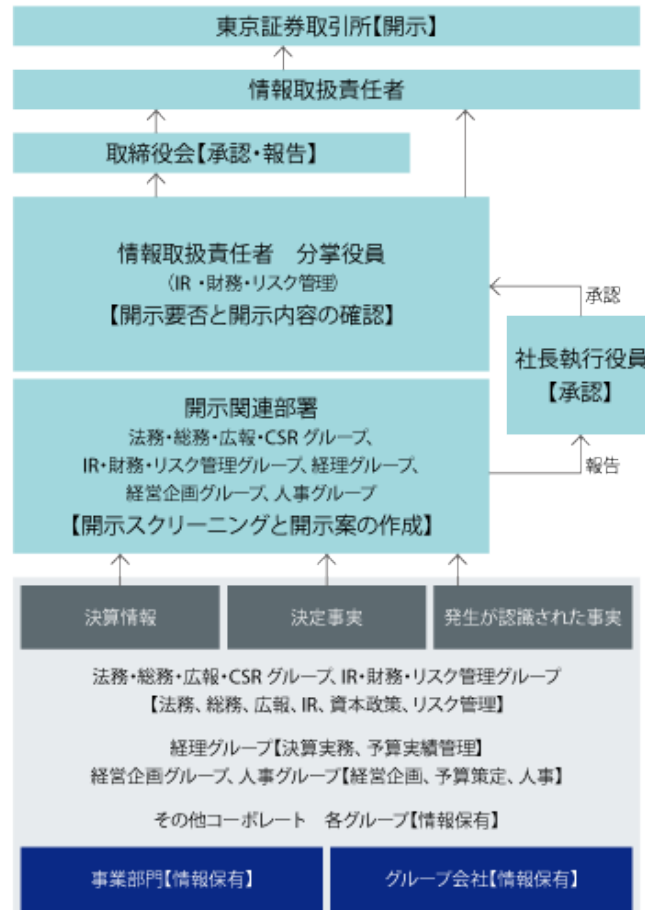 東京証券取引所【開示】
情報取扱責任者
取締役会【承認・報告】
情報取扱責任者　分掌役員
（IR・財務・リスク管理）
【開示要否と開示内容の確認】
承認
社長執行役員
【承認】
報告
開示関連部署
法務・総務・広報・CSRグループ、
IR・財務・リスク管理グループ、経理グループ、
経営企画グループ、人事グループ
【開示スクリーニングと開示案の作成】
決算情報
決定事実
発生が認識された事実
法務・総務・広報・CSRグループ、IR・財務・リスク管理グループ
【法務、総務、広報、IR、資本政策、リスク管理】
経理グループ【決算実務、予算実績管理】
経営企画グループ、人事グループ【経営企画、予算策定、人事】
その他コーポレート　各グループ【情報保有】
事業部門【情報保有】
グループ会社【情報保有】